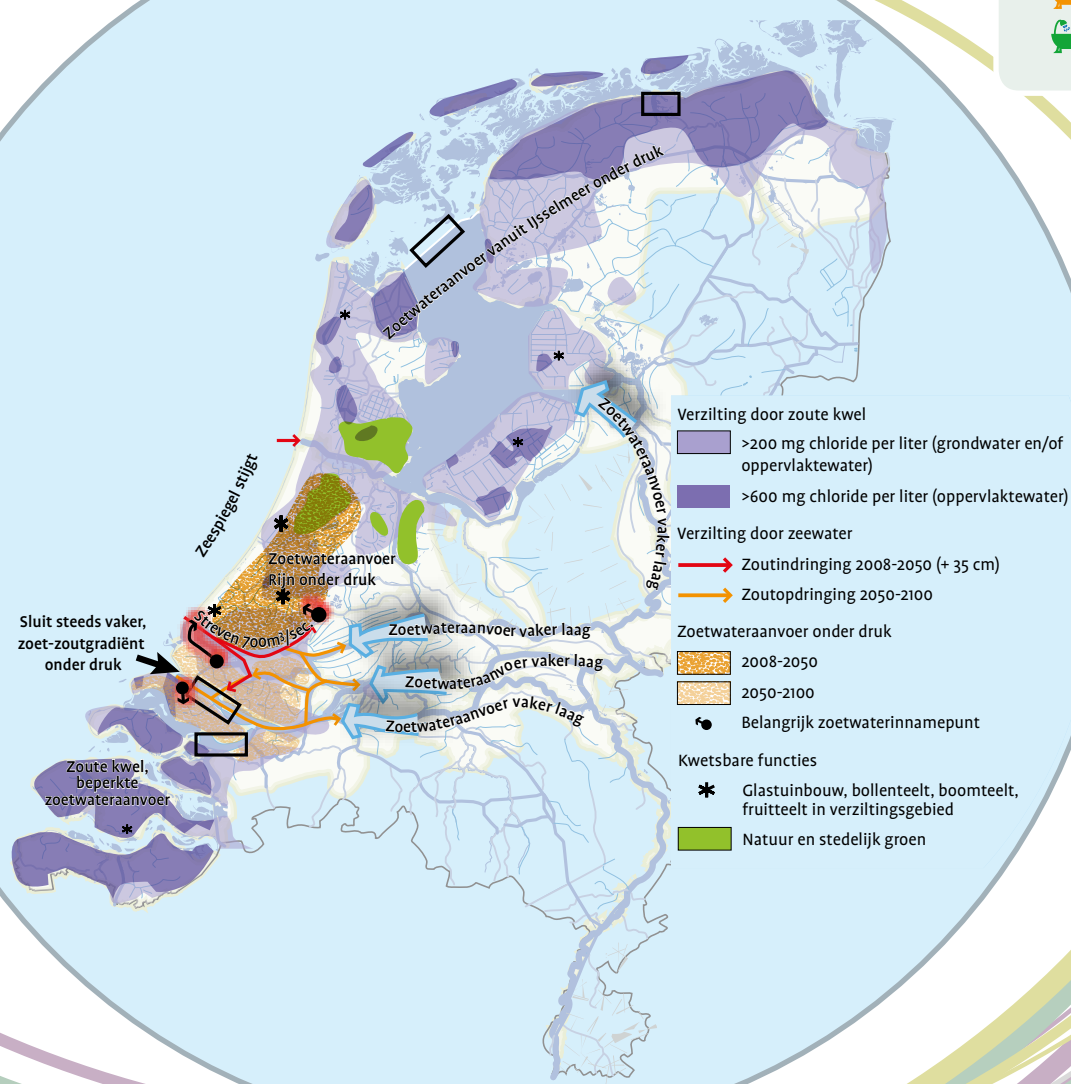 Zoetwateraanvoer vanuit IJsselmeer onder druk
Zeespiegel stijgt
Zoetwateraanvoer vaker laag
Zoetwateraanvoer
Rijn onder druk
Streven 700m³/sec.
Sluit steeds vaker,
zoet-zoutgradiënt
onder druk
Zoetwateraanvoer vaker laag
Zoetwateraanvoer vaker laag
Zoetwateraanvoer vaker laag
Zoute kwel,
beperkte
zoetwateraanvoer
Verzilting door zoute kwel
>200 mg chloride per liter (grondwater en/of
oppervlaktewater)
>600 mg chloride per liter (oppervlaktewater)
Verzilting door zeewater
Zoutindringing 2008-2050 (+ 35 cm)
Zoutopdringing 2050-2100
Zoetwateraanvoer onder druk
2008-2050
2050-2100
Belangrijk zoetwaterinnamepunt
Kwetsbare functies
Glastuinbouw, bollenteelt, boomteelt,
fruitteelt in verziltingsgebied
Natuur en stedelijk groen